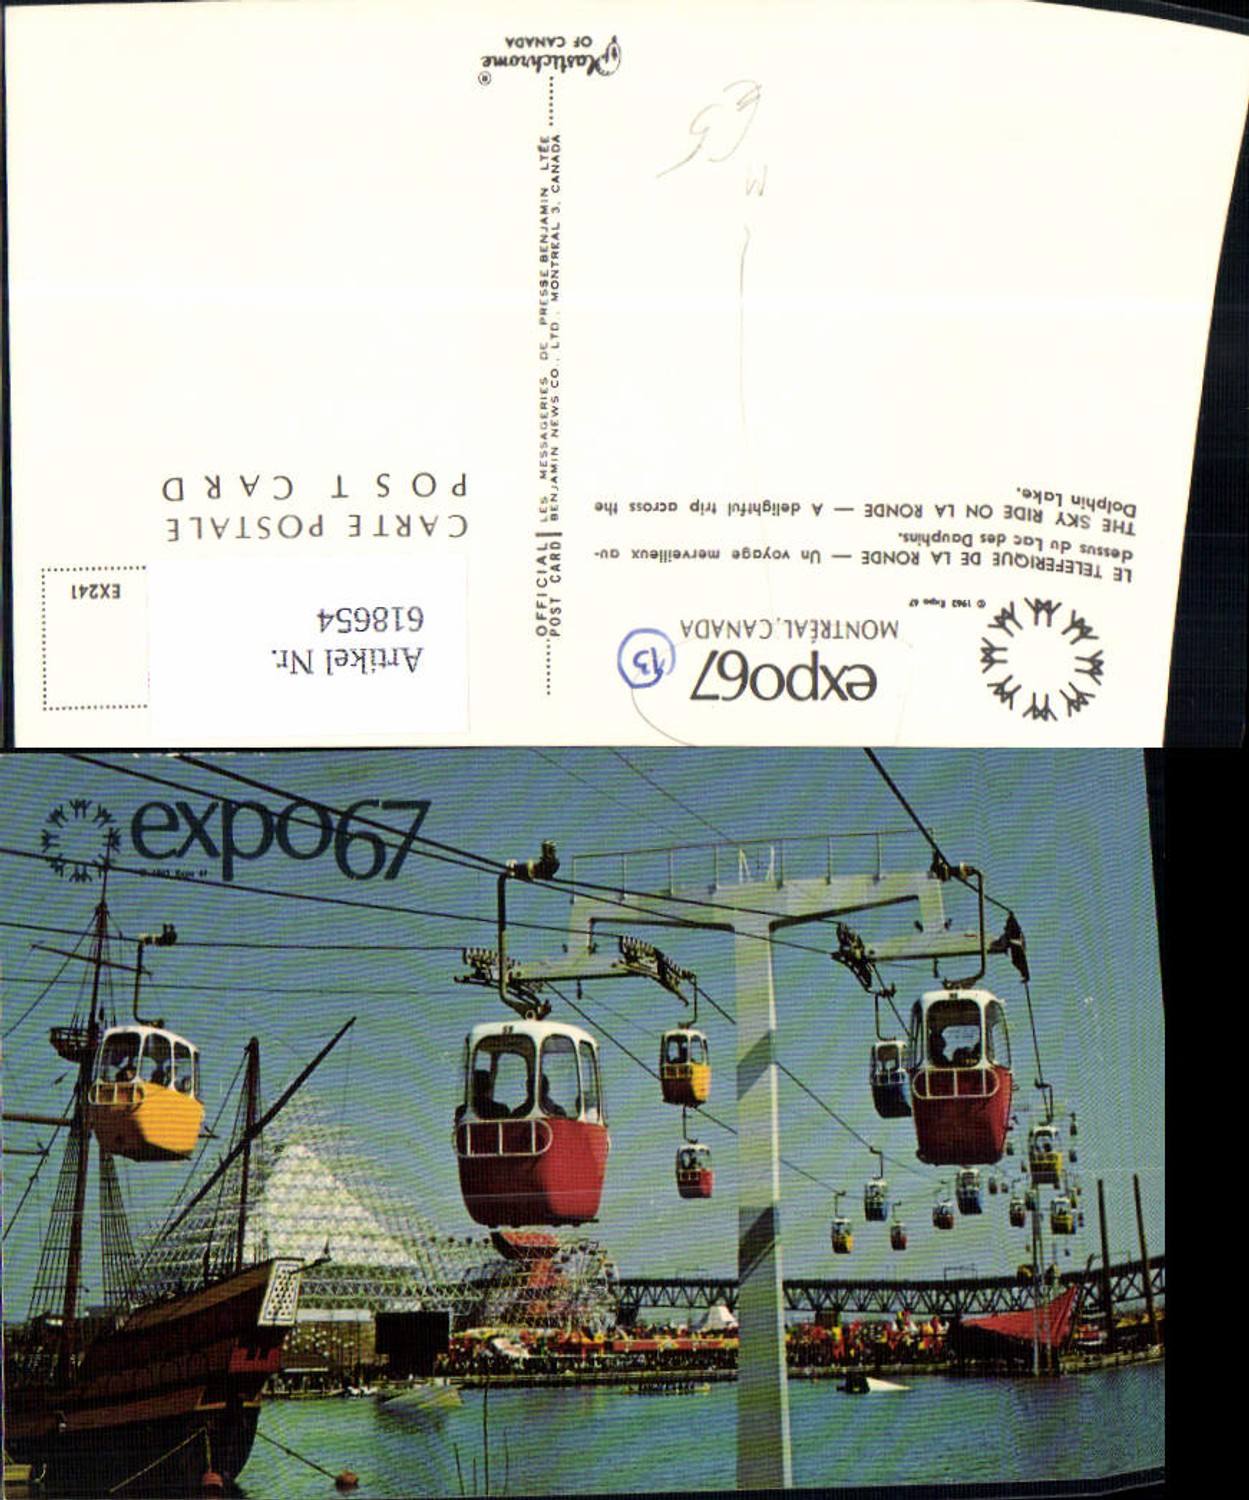 expo67
MONTRÉAL, CANADA
13
© 1963 Expo 67
LE TELEFERIQUE DE LA RONDE — Un voyage merveilleux au-
dessus du Lac des Dauphins.
THE SKY RIDE ON LA RONDE — A delightful trip across the
Dolphin Lake.
M
OFFICIAL POST CARD
LES MESSAGERIES DE PRESSE BENJAMIN LTÉE
BENJAMIN NEWS CO., LTD., MONTREAL 3, CANADA
Plastichrome ®
OF CANADA
Artikel Nr.
618654
EX241
CARTE POSTALE
POST CARD
expo67